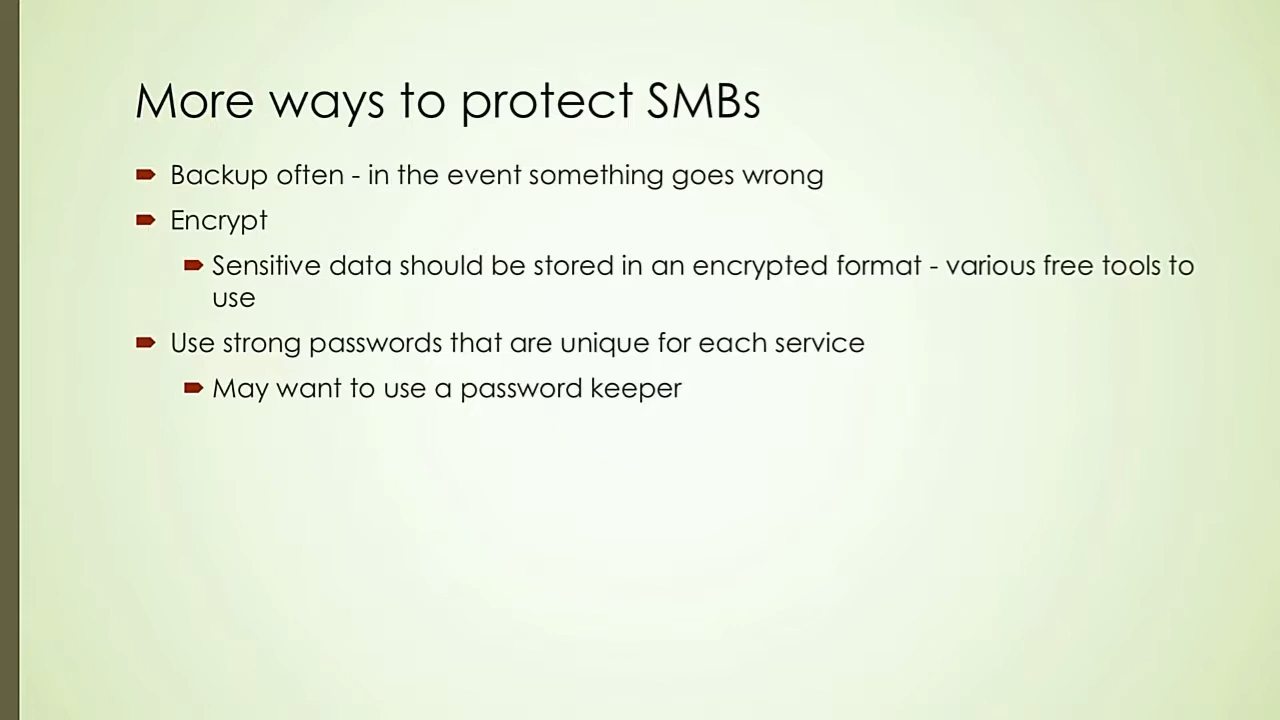 More ways to protect SMBs
Backup often - in the event something goes wrong
Encrypt
Sensitive data should be stored in an encrypted format - various free tools to
use
Use strong passwords that are unique for each service
May want to use a password keeper